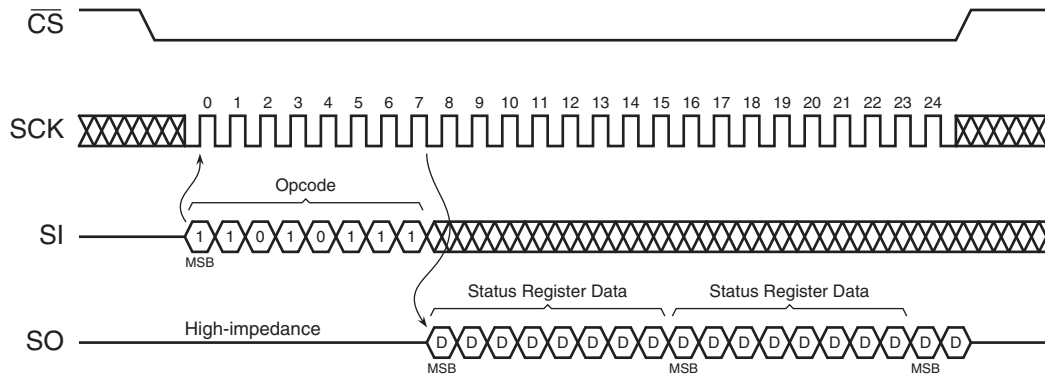 CS
0 1 2 3 4 5 6 7 8 9 10 11 12 13 14 15 16 17 18 19 20 21 22 23 24
SCK
Opcode
SI 1 1 0 1 0 1 1 1
MSB
Status Register Data Status Register Data
High-impedance
SO D D D D D D D D D D D D D D D D D D
MSB MSB MSB